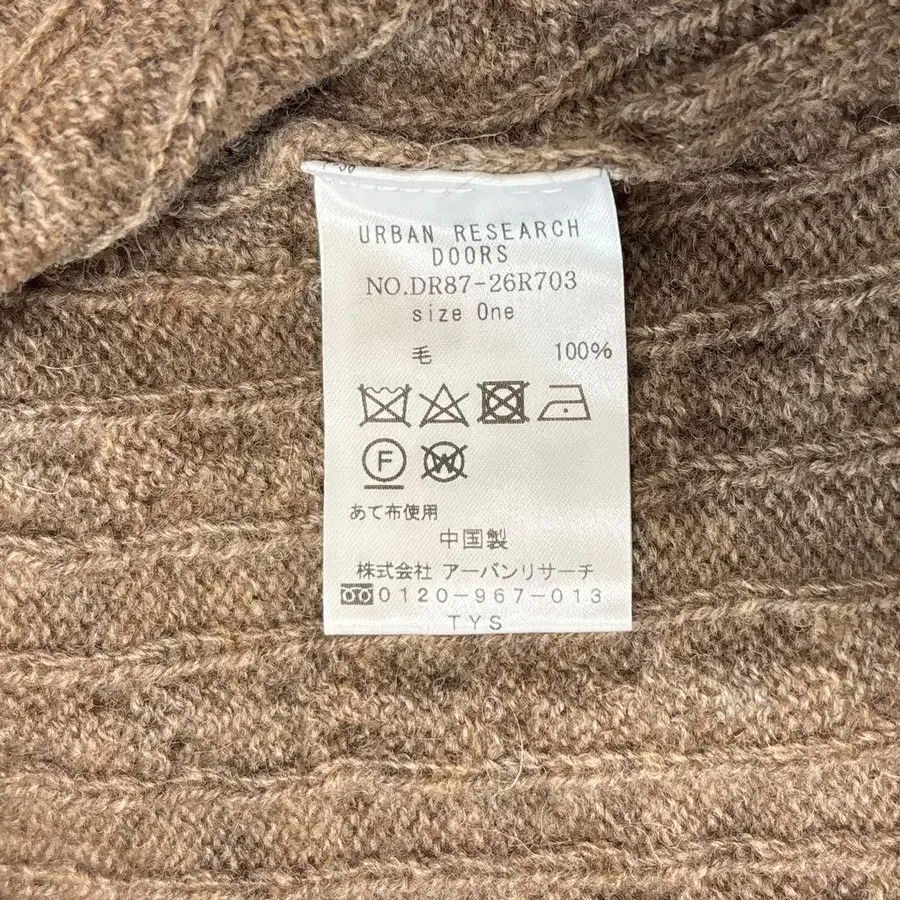 URBAN RESEARCH
DOORS
NO.DR87-26R703
size One
毛 100%
F W
あて布使用
中国製
株式会社 アーバンリサーチ
0120-967-013
TYS